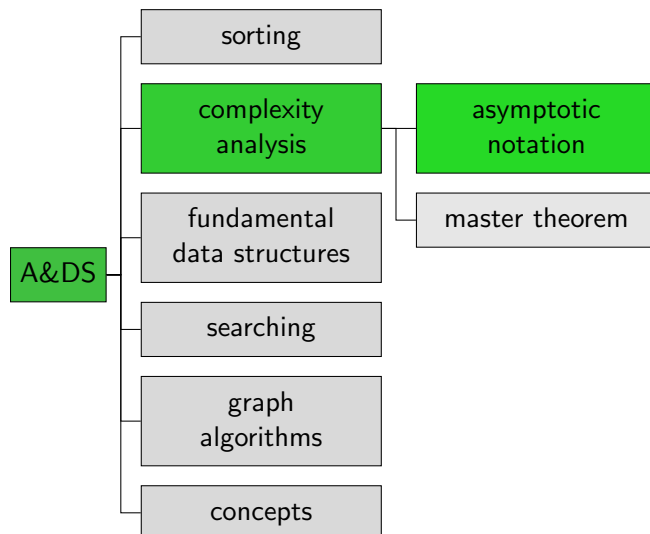 sorting
complexity
analysis
asymptotic
notation
fundamental
data structures
master theorem
A&DS
searching
graph
algorithms
concepts